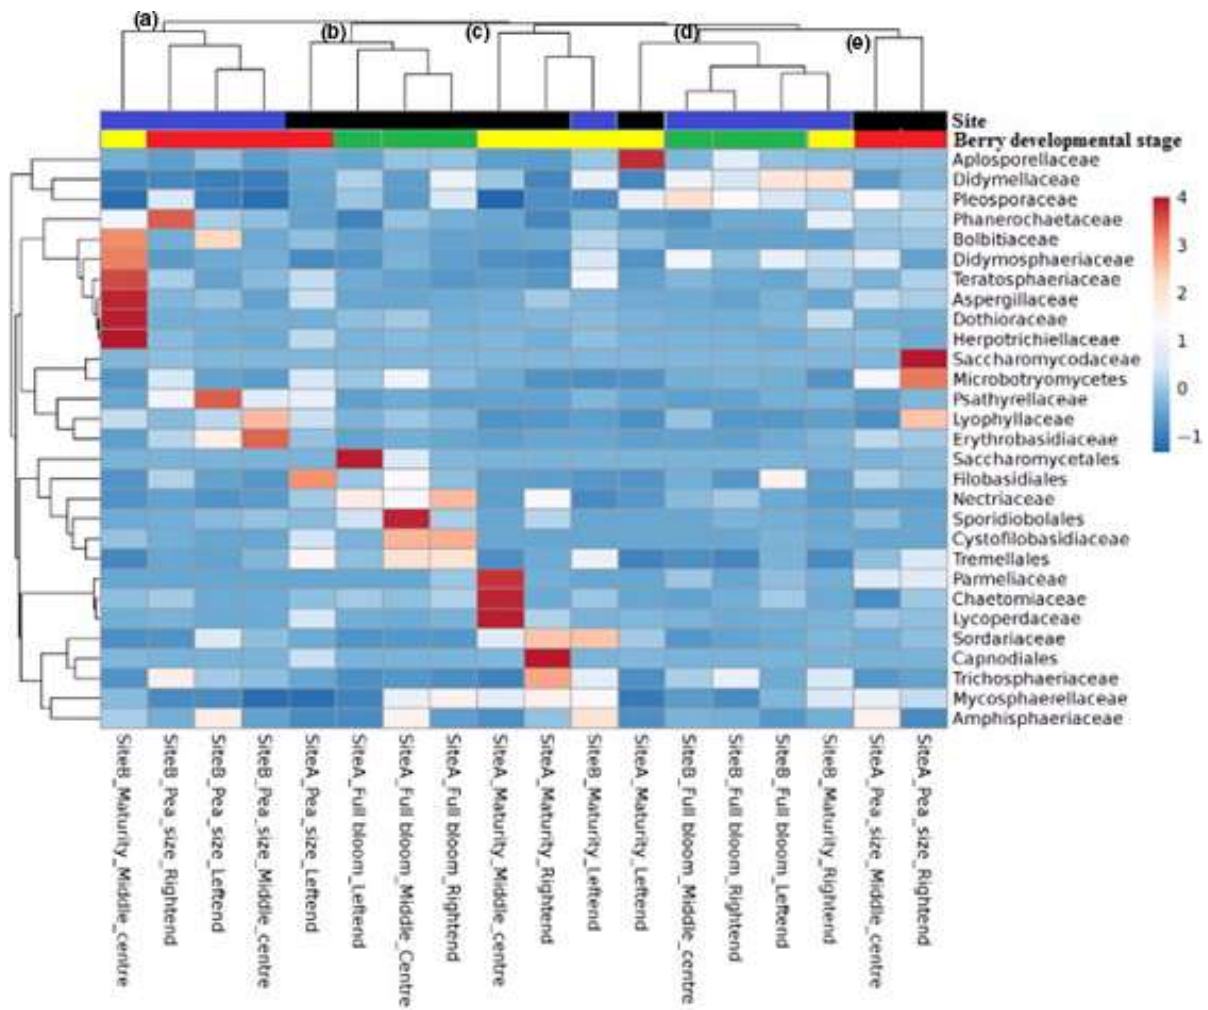 (a)
(b)
(c)
(d)
(e)
Site
Berry developmental stage
Aplosporellaceae
Didymellaceae
Pleosporaceae
Phanerochaetaceae
Bolbitiaceae
Didymosphaeriaceae
Teratosphaeriaceae
Aspergillaceae
Dothioraceae
Herpotrichiellaceae
Saccharomycodaceae
Microbotryomycetes
Psathyrellaceae
Lyophyllaceae
Erythrobasidiaceae
Saccharomycetales
Filobasidiales
Nectriaceae
Sporidiobolales
Cystofilobasidiaceae
Tremellales
Parmeliaceae
Chaetomiaceae
Lycoperdaceae
Sordariaceae
Capnodiales
Trichosphaeriaceae
Mycosphaerellaceae
Amphisphaeriaceae
4
3
2
1
0
−1
SiteB_Maturity_Middle_centre
SiteB_Pea_size_Rightend
SiteB_Pea_size_Leftend
SiteB_Pea_size_Middle_centre
SiteA_Pea_size_Leftend
SiteA_Full bloom_Leftend
SiteA_Full bloom_Middle_Centre
SiteA_Full bloom_Rightend
SiteA_Maturity_Middle_centre
SiteA_Maturity_Rightend
SiteB_Maturity_Leftend
SiteA_Maturity_Leftend
SiteB_Full bloom_Middle_centre
SiteB_Full bloom_Rightend
SiteB_Full bloom_Leftend
SiteB_Maturity_Rightend
SiteA_Pea_size_Middle_centre
SiteA_Pea_size_Rightend